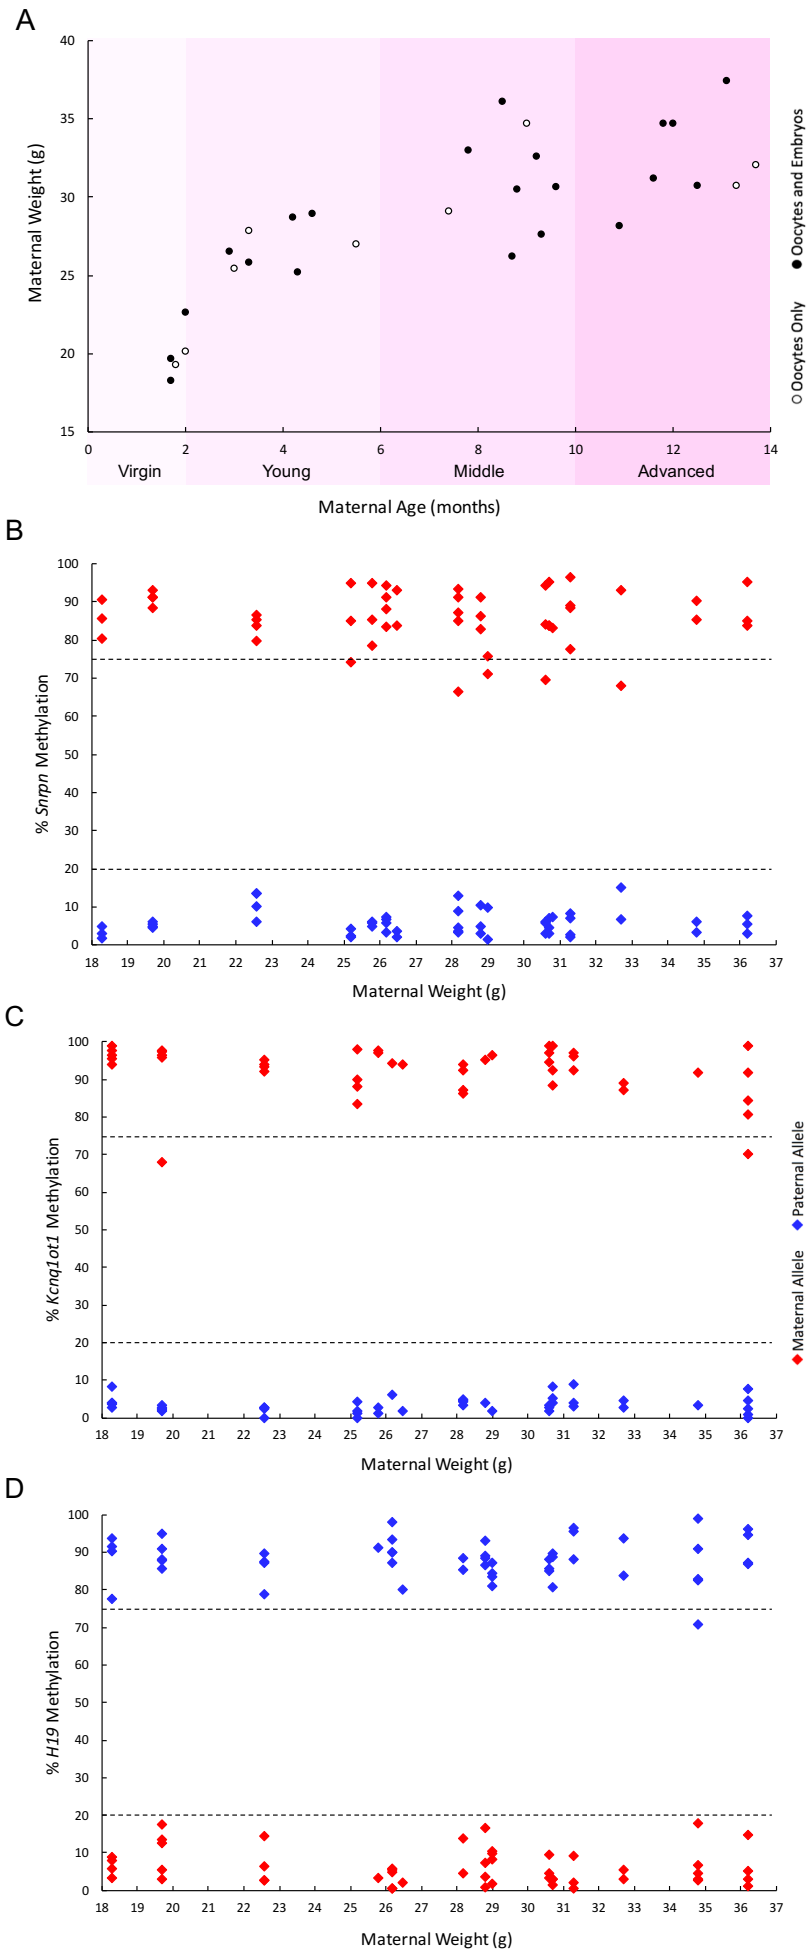 A
40
35
30
25
20
15
Maternal Weight (g)
0 2 4 6 8 10 12 14
Virgin Young Middle Advanced
Maternal Age (months)
Oocytes Only Oocytes and Embryos
B
100
90
80
70
60
50
40
30
20
10
0
% Snrpn Methylation
18 19 20 21 22 23 24 25 26 27 28 29 30 31 32 33 34 35 36 37
Maternal Weight (g)
C
100
90
80
70
60
50
40
30
20
10
0
% Kcnq1ot1 Methylation
18 19 20 21 22 23 24 25 26 27 28 29 30 31 32 33 34 35 36 37
Maternal Weight (g)
Maternal Allele Paternal Allele
D
100
90
80
70
60
50
40
30
20
10
0
% H19 Methylation
18 19 20 21 22 23 24 25 26 27 28 29 30 31 32 33 34 35 36 37
Maternal Weight (g)